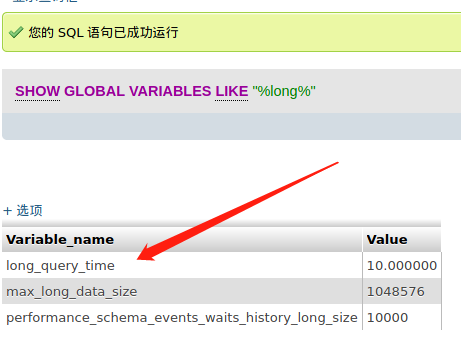 您的 SQL 语句已成功运行
SHOW GLOBAL VARIABLES LIKE "%long%"
+ 选项
Variable_name Value
long_query_time 10.000000
max_long_data_size 1048576
performance_schema_events_waits_history_long_size 10000